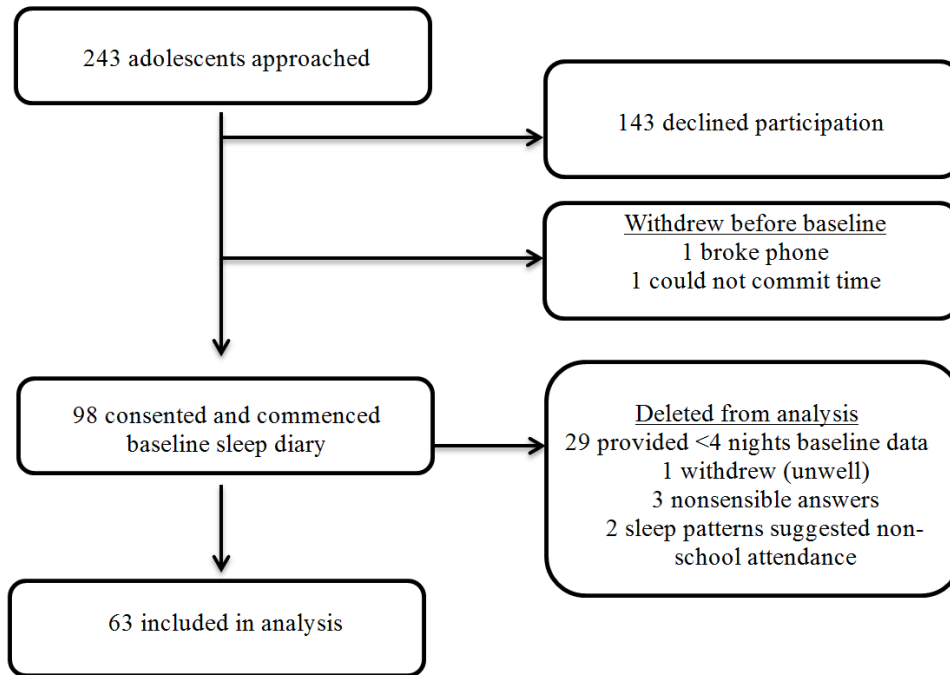 243 adolescents approached
143 declined participation
Withdrew before baseline
1 broke phone
1 could not commit time
98 consented and commenced
baseline sleep diary
Deleted from analysis
29 provided <4 nights baseline data
1 withdrew (unwell)
3 nonsensible answers
2 sleep patterns suggested non-
school attendance
63 included in analysis